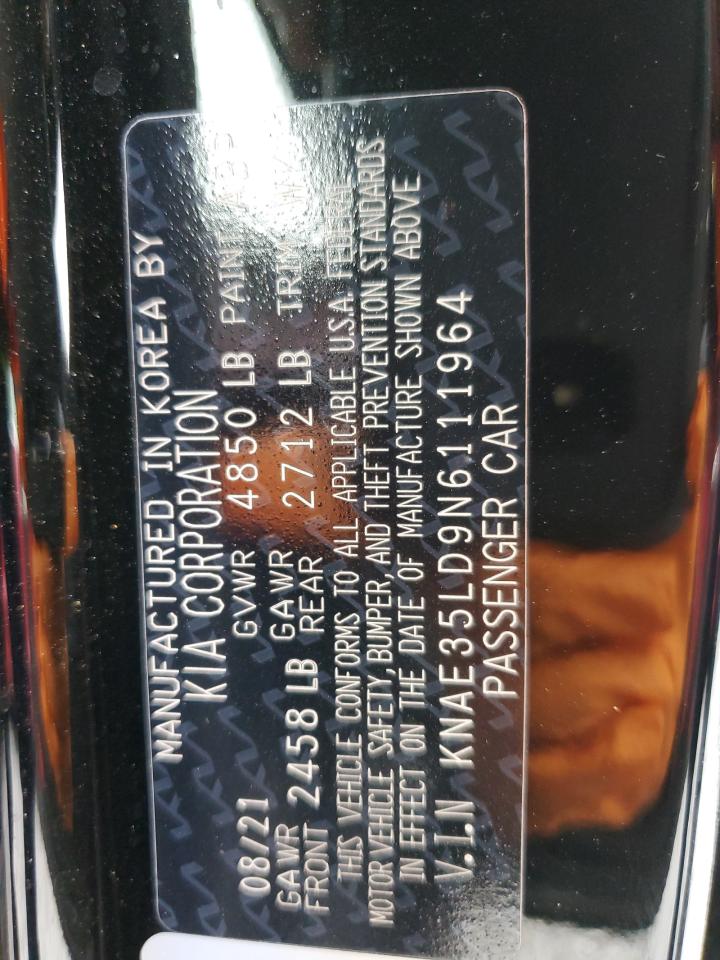 MANUFACTURED IN KOREA BY
KIA CORPORATION
08/21 GVWR 4850 LB PAINT
GAWR FRONT 2458 LB GAWR REAR 2712 LB TRIM
THIS VEHICLE CONFORMS TO ALL APPLICABLE U.S.A. FEDERAL
MOTOR VEHICLE SAFETY, BUMPER, AND THEFT PREVENTION STANDARDS
IN EFFECT ON THE DATE OF MANUFACTURE SHOWN ABOVE
V.I.N KNAE35LD9N6111964
PASSENGER CAR